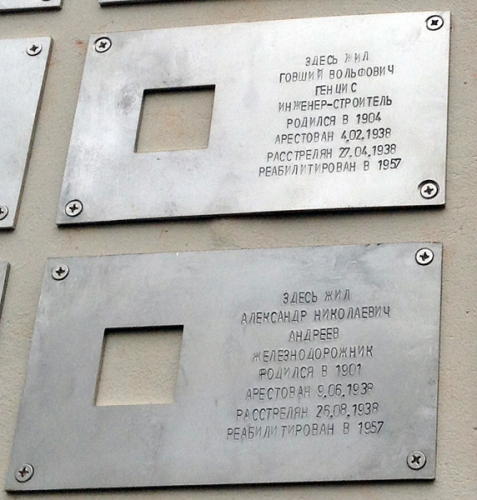 ЗДЕСЬ ЖИЛ
ГОВШИЙ ВОЛЬФОВИЧ
ГЕНЦИС
ИНЖЕНЕР-СТРОИТЕЛЬ
РОДИЛСЯ В 1904
АРЕСТОВАН 4.02.1938
РАССТРЕЛЯН 27.04.1938
РЕАБИЛИТИРОВАН В 1957
ЗДЕСЬ ЖИЛ
АЛЕКСАНДР НИКОЛАЕВИЧ
АНДРЕЕВ
ЖЕЛЕЗНОДОРОЖНИК
РОДИЛСЯ В 1901
АРЕСТОВАН 9.06.1938
РАССТРЕЛЯН 26.08.1938
РЕАБИЛИТИРОВАН В 1957